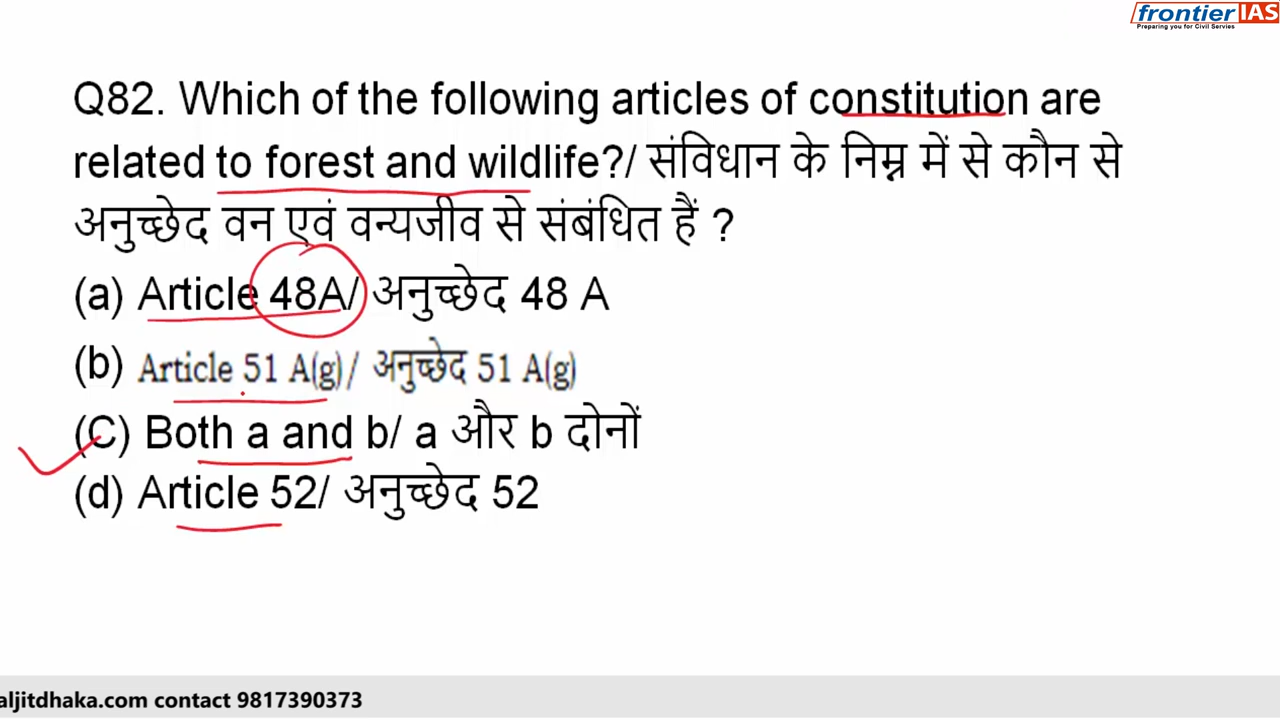 frontier IAS
Preparing you for Civil Servies
Q82. Which of the following articles of constitution are
related to forest and wildlife?/ संविधान के निम्न में से कौन से
अनुच्छेद वन एवं वन्यजीव से संबंधित हैं ?
(a) Article 48A/ अनुच्छेद 48 A
(b) Article 51 A(g)/ अनुच्छेद 51 A(g)
(C) Both a and b/ a और b दोनों
(d) Article 52/ अनुच्छेद 52
aljitdhaka.com contact 9817390373